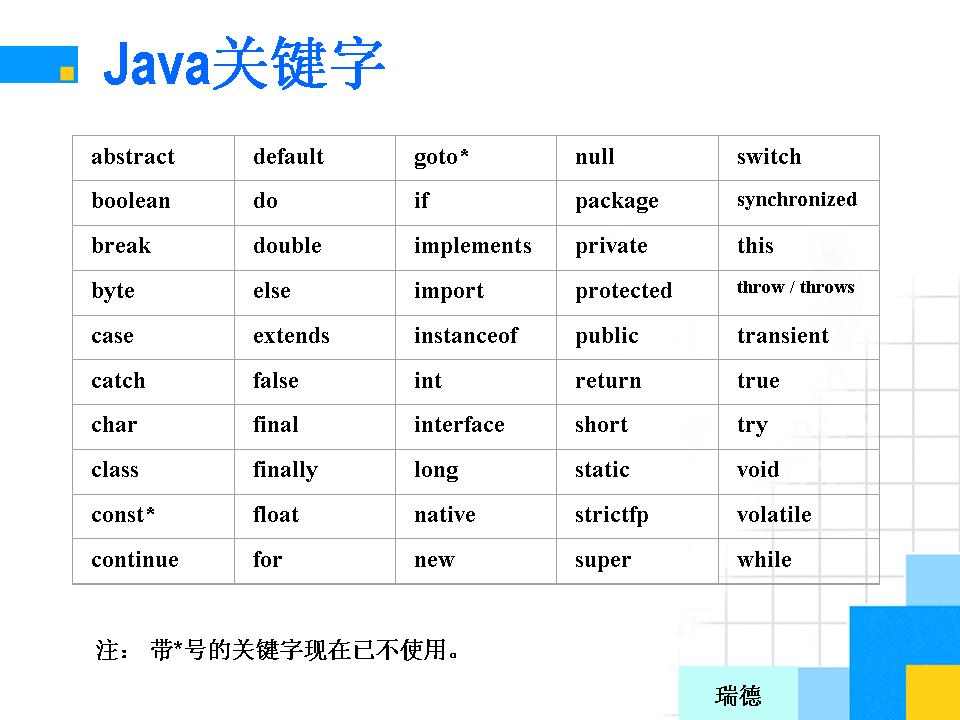 Java关键字
abstract default goto* null switch
boolean do if package synchronized
break double implements private this
byte else import protected throw / throws
case extends instanceof public transient
catch false int return true
char final interface short try
class finally long static void
const* float native strictfp volatile
continue for new super while
注： 带*号的关键字现在已不使用。
瑞德